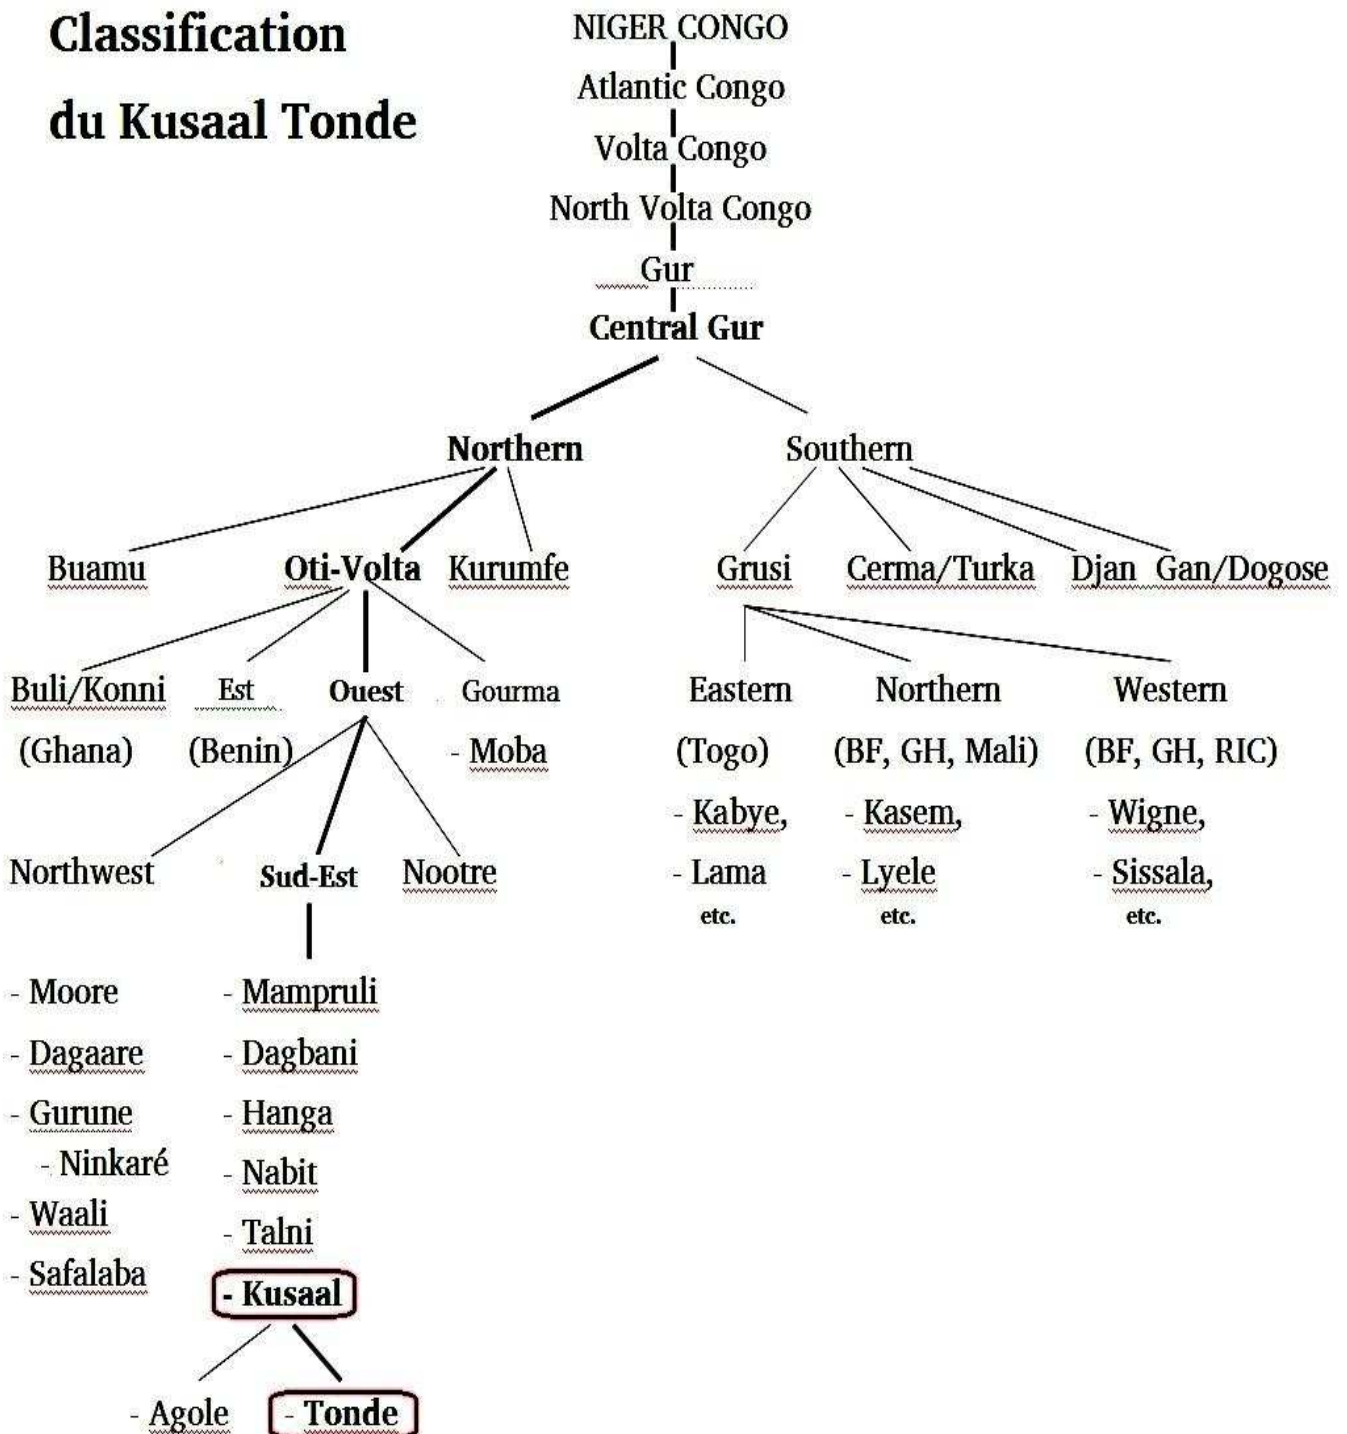 Classification
du Kusaal Tonde
NIGER CONGO
Atlantic Congo
Volta Congo
North Volta Congo
Gur
Central Gur
Northern Southern
Buamu Oti-Volta Kurumfe Grusi Cerma/Turka Djan Gan/Dogose
Buli/Konni Est Ouest Gourma Eastern Northern Western
(Ghana) (Benin) - Moba (Togo) (BF, GH, Mali) (BF, GH, RIC)
- Kabye, - Kasem, - Wigne,
Northwest Sud-Est Nootre - Lama - Lyele - Sissala,
etc. etc. etc.
- Moore - Mampruli
- Dagaare - Dagbani
- Gurune - Hanga
- Ninkaré - Nabit
- Waali - Talni
- Safalaba - Kusaal
- Agole - Tonde